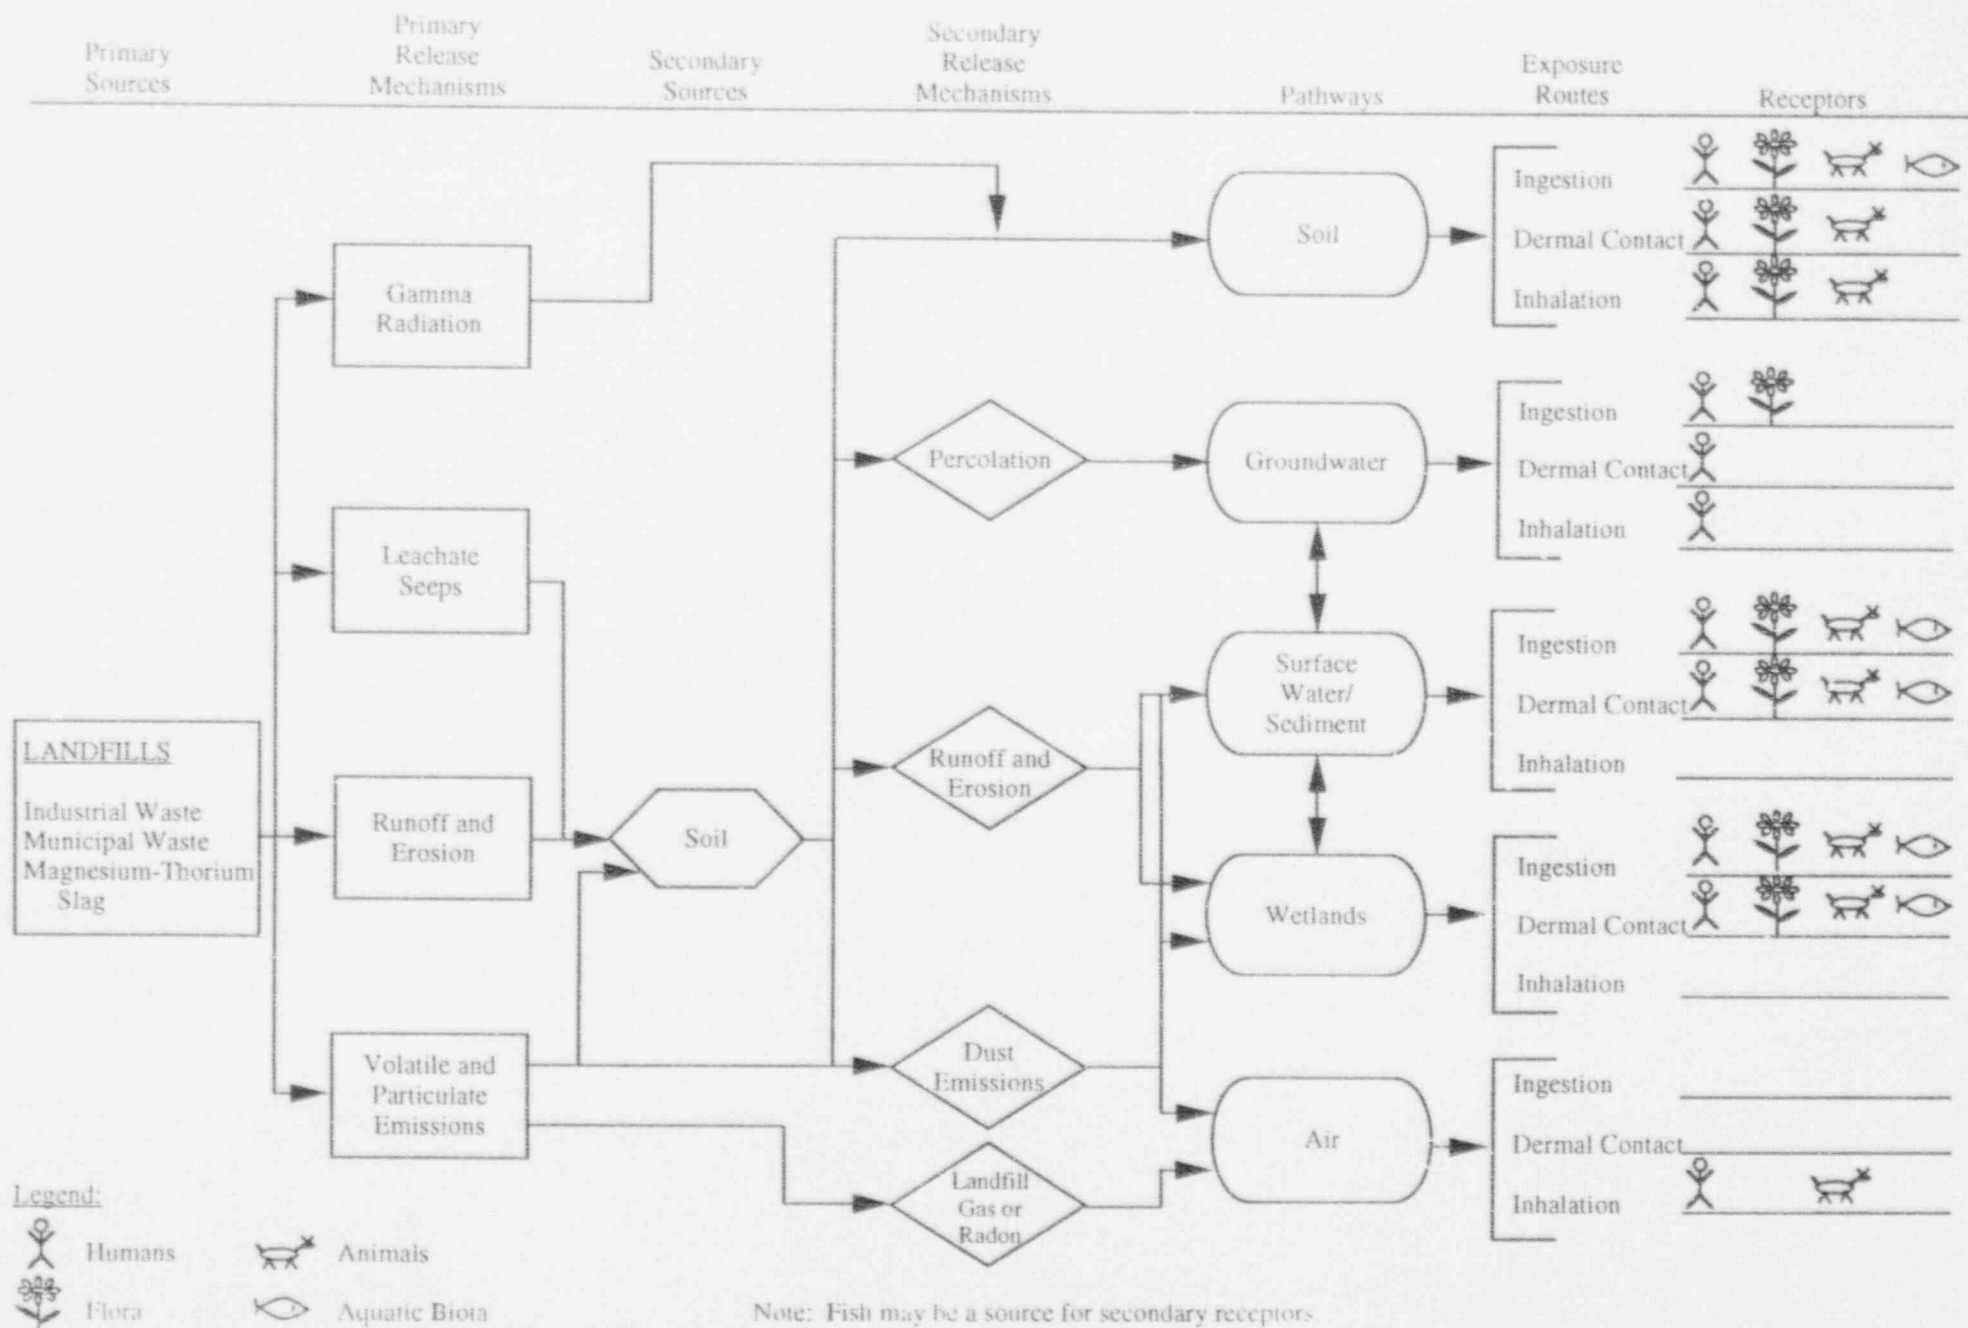 Primary
Sources
Primary
Release
Mechanisms
Secondary
Sources
Secondary
Release
Mechanisms
Pathways
Exposure
Routes
Receptors
Gamma
Radiation
Leachate
Seeps
LANDFILLS
Industrial Waste
Municipal Waste
Magnesium-Thorium
Slag
Runoff and
Erosion
Volatile and
Particulate
Emissions
Soil
Percolation
Runoff and
Erosion
Dust
Emissions
Landfill
Gas or
Radon
Soil
Ingestion
Dermal Contact
Inhalation
Groundwater
Ingestion
Dermal Contact
Inhalation
Surface
Water/
Sediment
Ingestion
Dermal Contact
Inhalation
Wetlands
Ingestion
Dermal Contact
Inhalation
Air
Ingestion
Dermal Contact
Inhalation
Legend:
Humans
Animals
Flora
Aquatic Biota
Note: Fish may be a source for secondary receptors